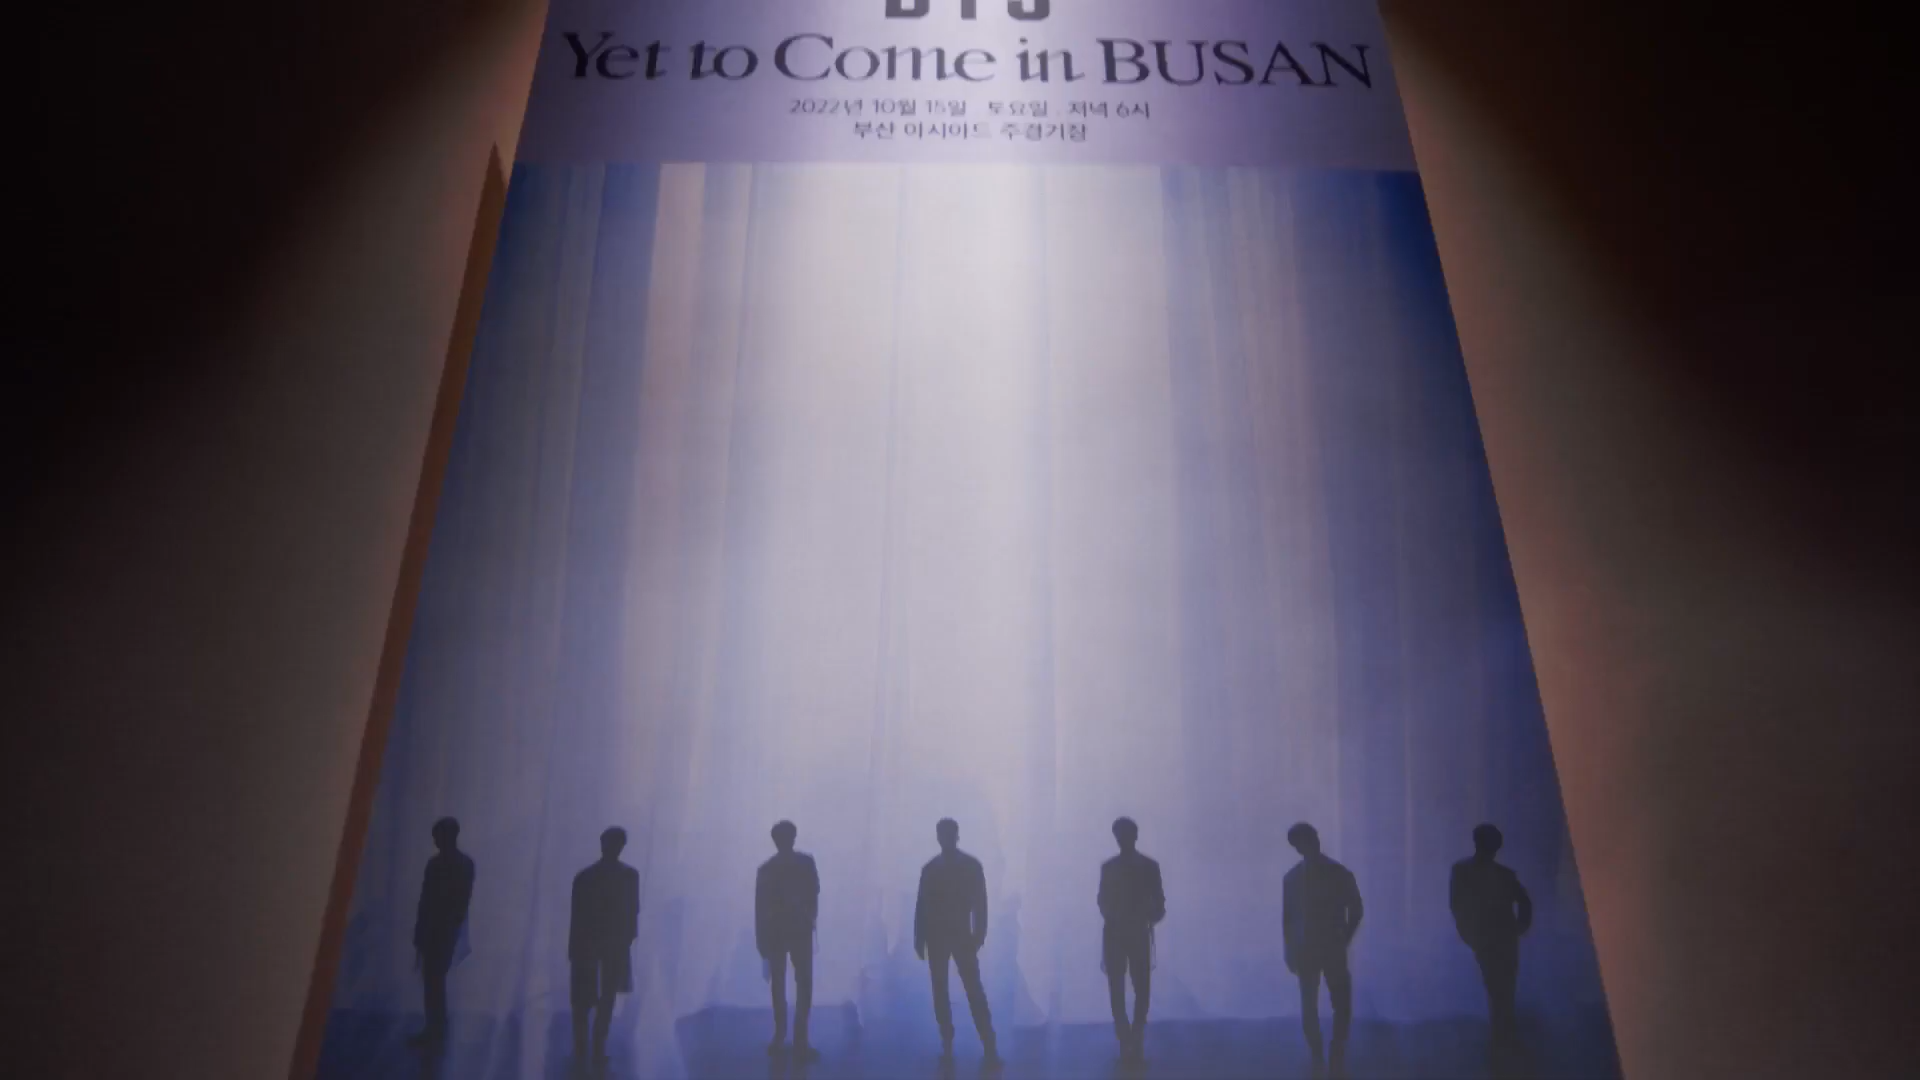 BTS
Yet to Come in BUSAN
2022년 10월 15일 토요일 . 저녁 6시
부산 아시아드 주경기장